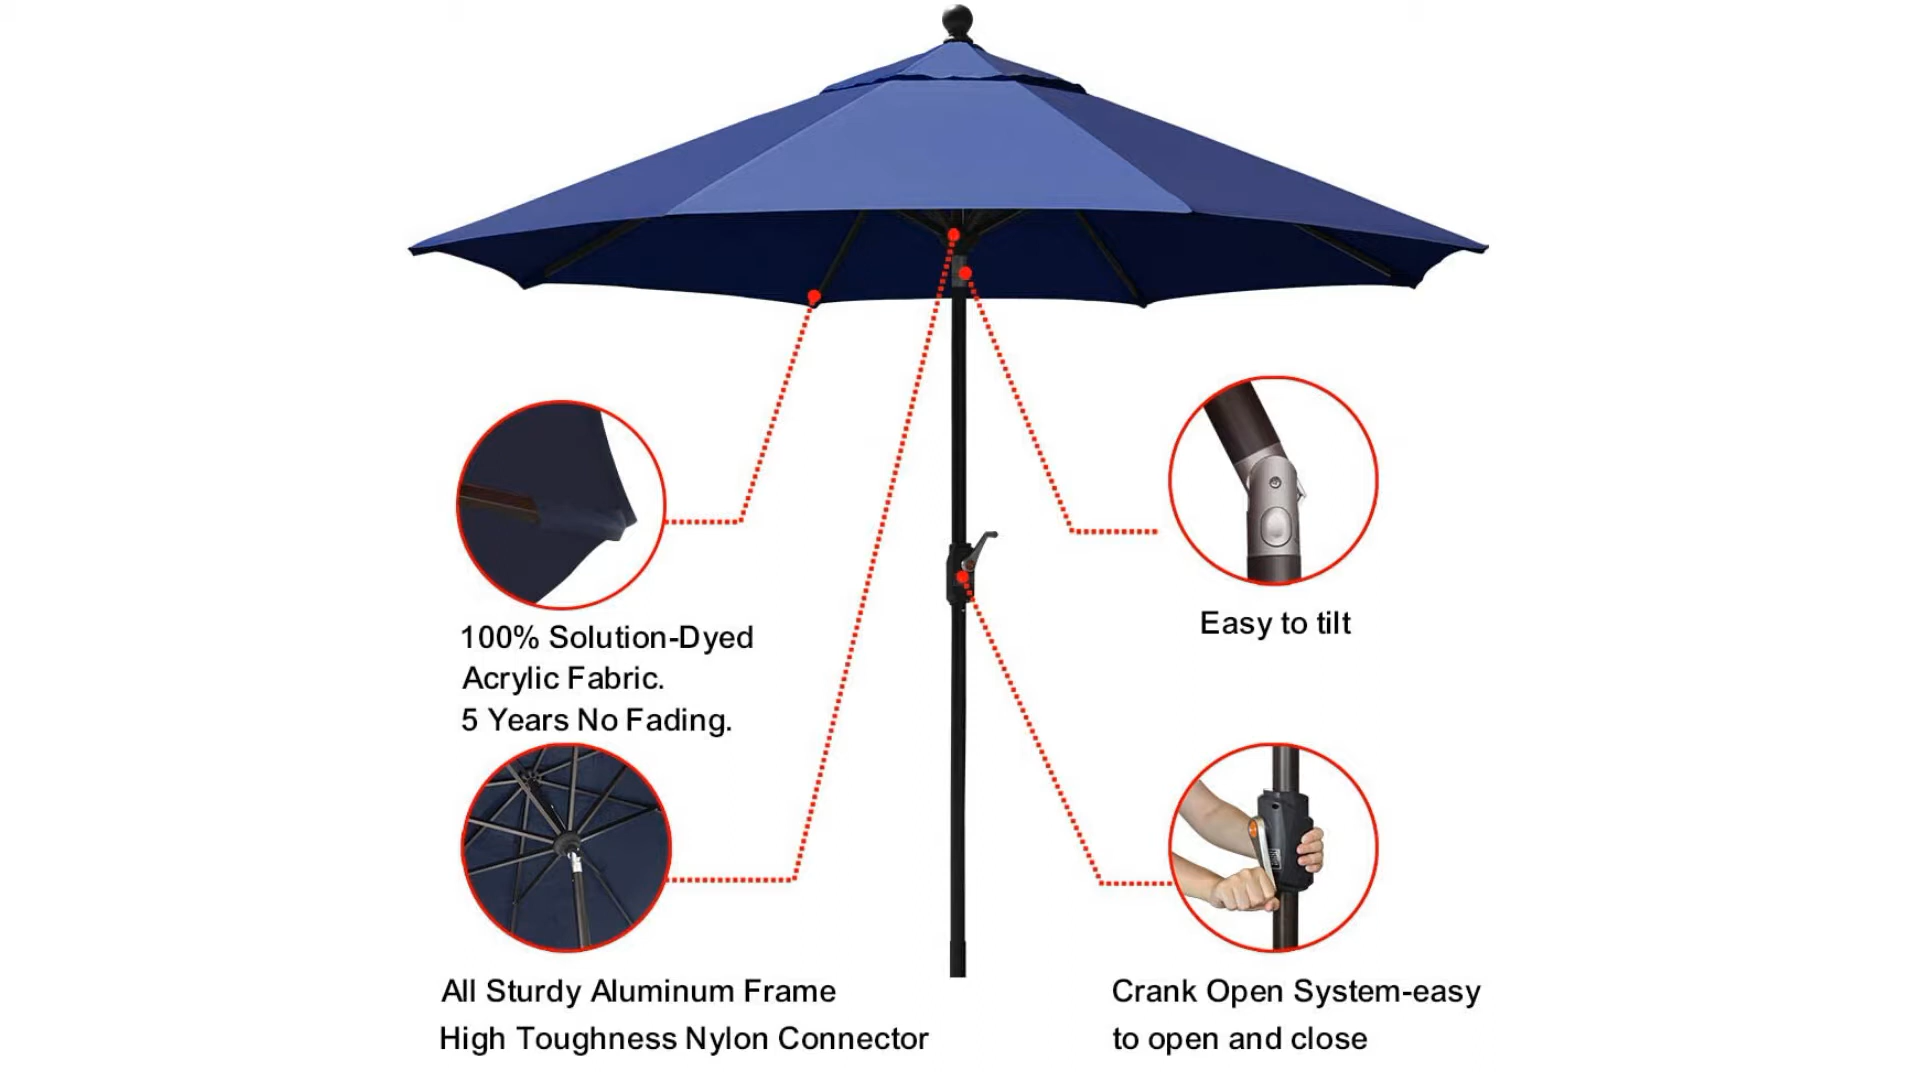 100% Solution-Dyed
Acrylic Fabric.
5 Years No Fading.
Easy to tilt
All Sturdy Aluminum Frame
High Toughness Nylon Connector
Crank Open System-easy
to open and close